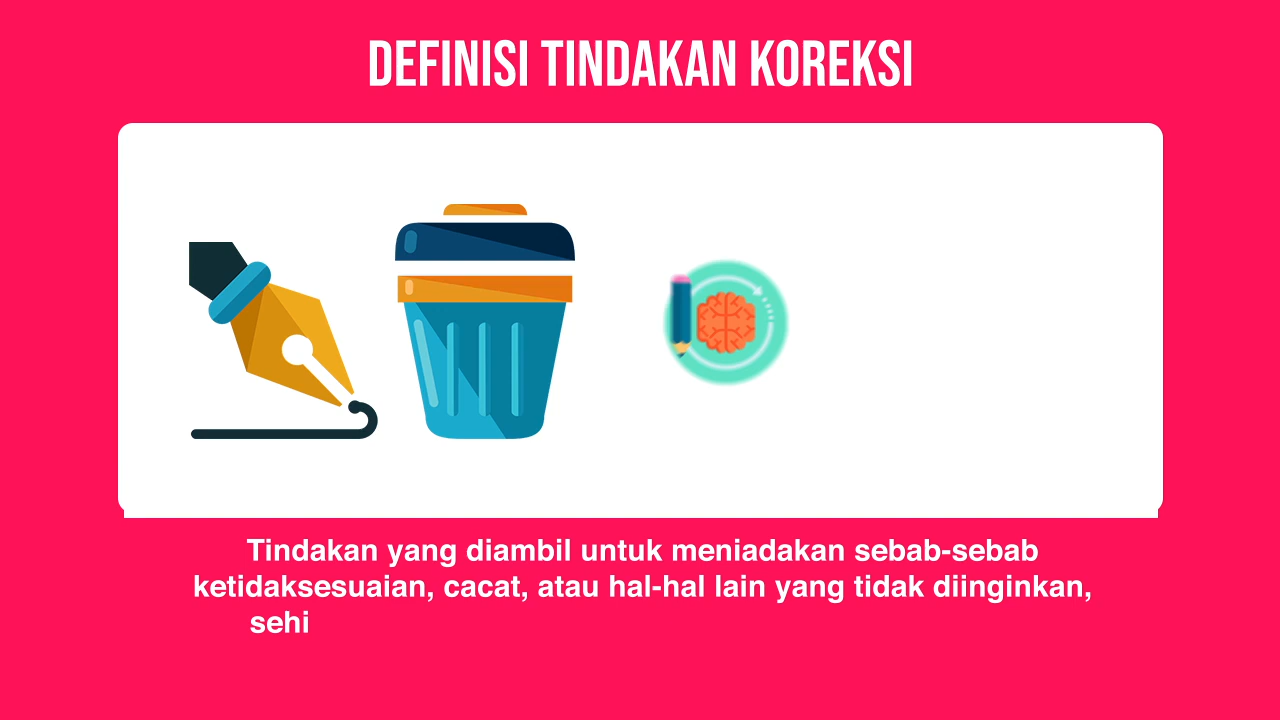 DEFINISI TINDAKAN KOREKSI
Tindakan yang diambil untuk meniadakan sebab-sebab
ketidaksesuaian, cacat, atau hal-hal lain yang tidak diinginkan,
sehi